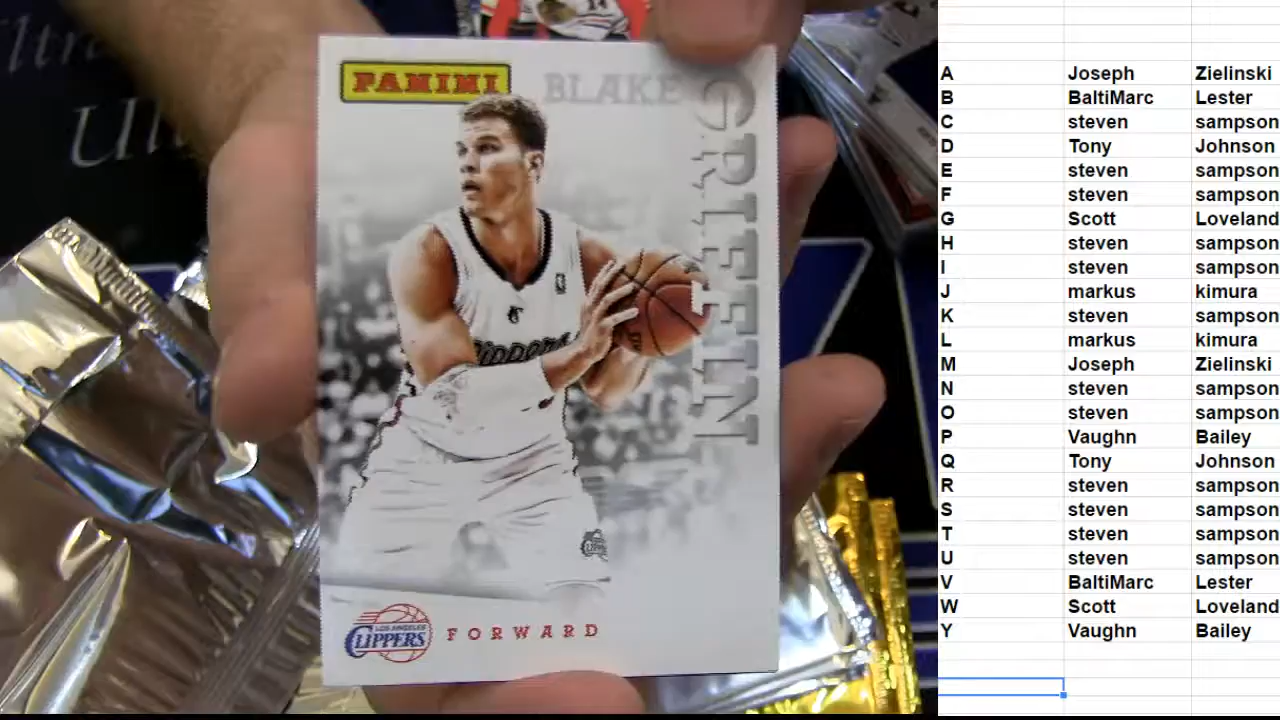 PANINI
BLAKE
GRIFFIN
Clippers
LOS ANGELES
CLIPPERS
FORWARD
A Joseph Zielinski
B BaltiMarc Lester
C steven sampson
D Tony Johnson
E steven sampson
F steven sampson
G Scott Loveland
H steven sampson
I steven sampson
J markus kimura
K steven sampson
L markus kimura
M Joseph Zielinski
N steven sampson
O steven sampson
P Vaughn Bailey
Q Tony Johnson
R steven sampson
S steven sampson
T steven sampson
U steven sampson
V BaltiMarc Lester
W Scott Loveland
Y Vaughn Bailey